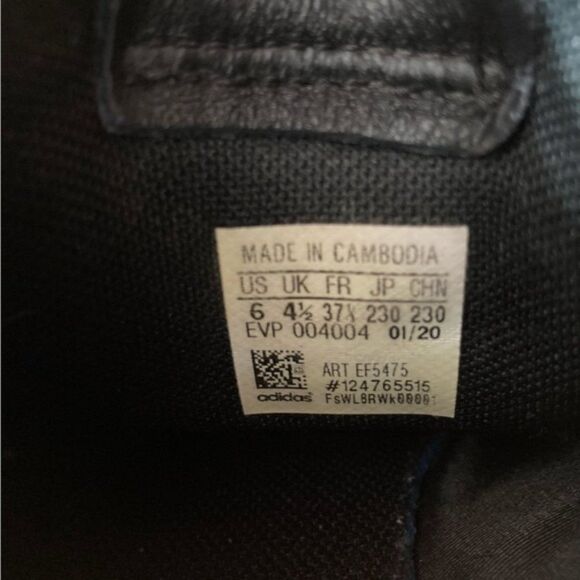 MADE IN CAMBODIA
US UK FR JP CHN
6 4½ 37⅓ 230 230
EVP 004004 01/20
ART EF5475
#124765515
adidas FsWL8RWk00001